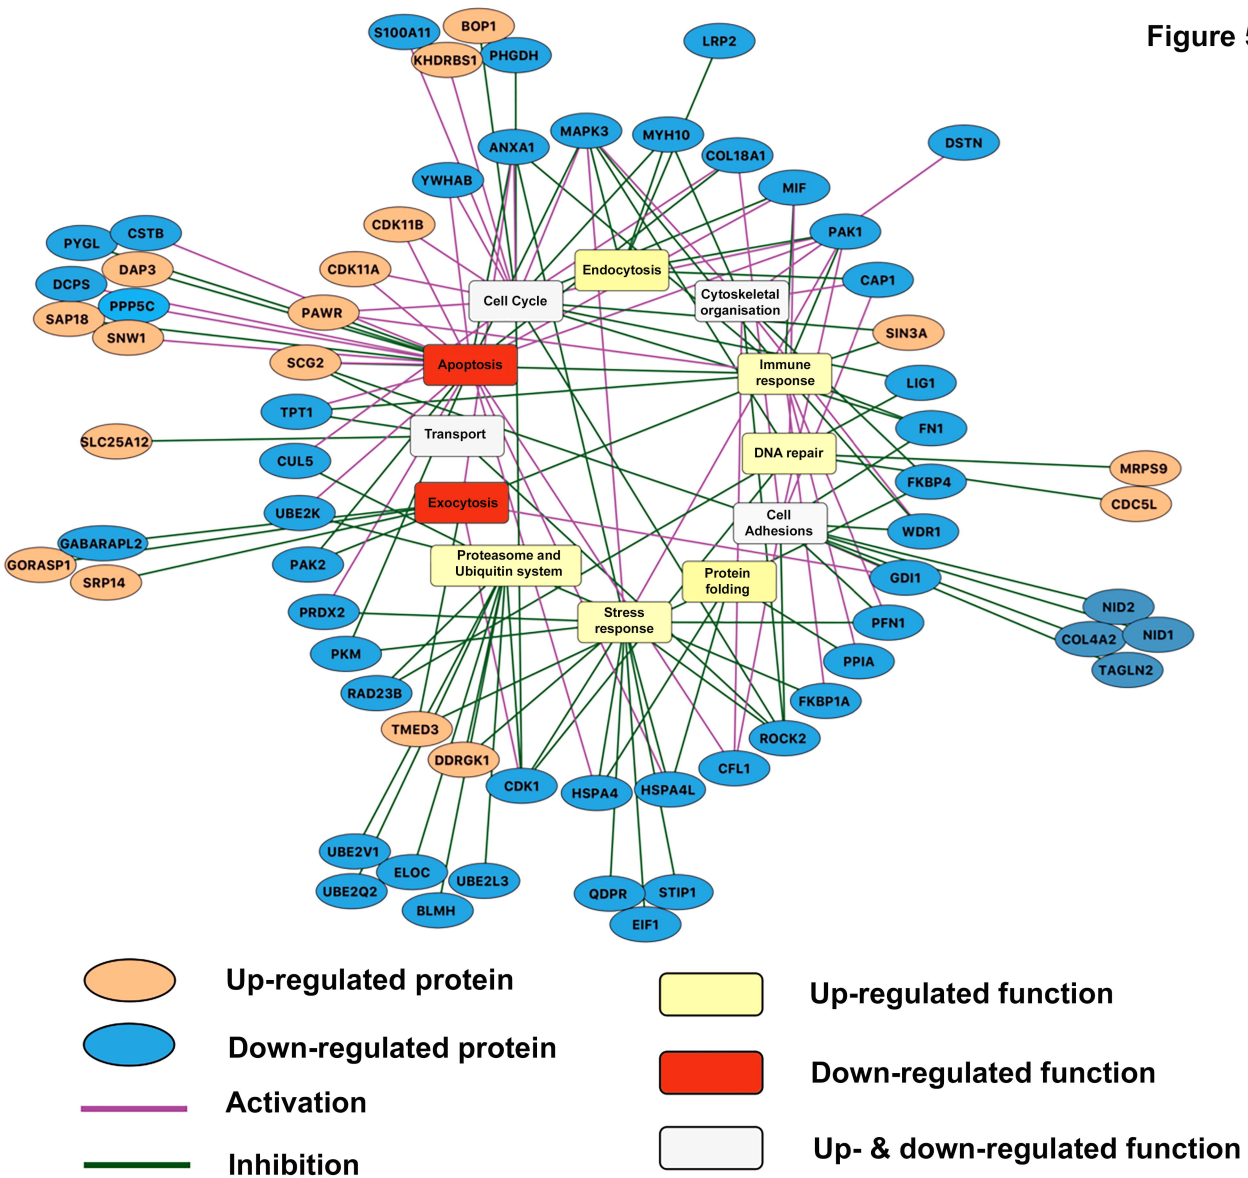 Figure 5
S100A11
BOP1
KHDRBS1
PHGDH
LRP2
MAPK3
MYH10
ANXA1
COL18A1
DSTN
YWHAB
MIF
CDK11B
PAK1
PYGL
CSTB
DAP3
CDK11A
Endocytosis
CAP1
DCPS
PPP5C
Cell Cycle
Cytoskeletal
organisation
SAP18
PAWR
SNW1
SIN3A
SCG2
Apoptosis
Immune
response
LIG1
TPT1
FN1
SLC25A12
Transport
DNA repair
MRPS9
CUL5
FKBP4
CDC5L
Exocytosis
UBE2K
Cell
Adhesions
WDR1
GABARAPL2
GORASP1
SRP14
PAK2
Proteasome and
Ubiquitin system
Protein
folding
GDI1
PRDX2
Stress
response
PFN1
NID2
COL4A2
NID1
TAGLN2
PKM
PPIA
RAD23B
FKBP1A
TMED3
ROCK2
DDRGK1
CFL1
CDK1
HSPA4
HSPA4L
UBE2V1
ELOC
UBE2L3
UBE2Q2
BLMH
QDPR
STIP1
EIF1
Up-regulated protein
Up-regulated function
Down-regulated protein
Down-regulated function
Activation
Up- & down-regulated function
Inhibition